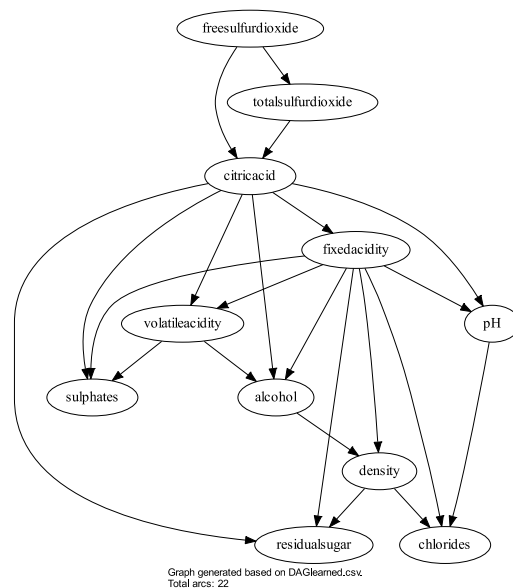 freesulfurdioxide
totalsulfurdioxide
citricacid
fixedacidity
volatileacidity
pH
sulphates
alcohol
density
residualsugar
chlorides
Graph generated based on DAGlearned.csv.
Total arcs: 22